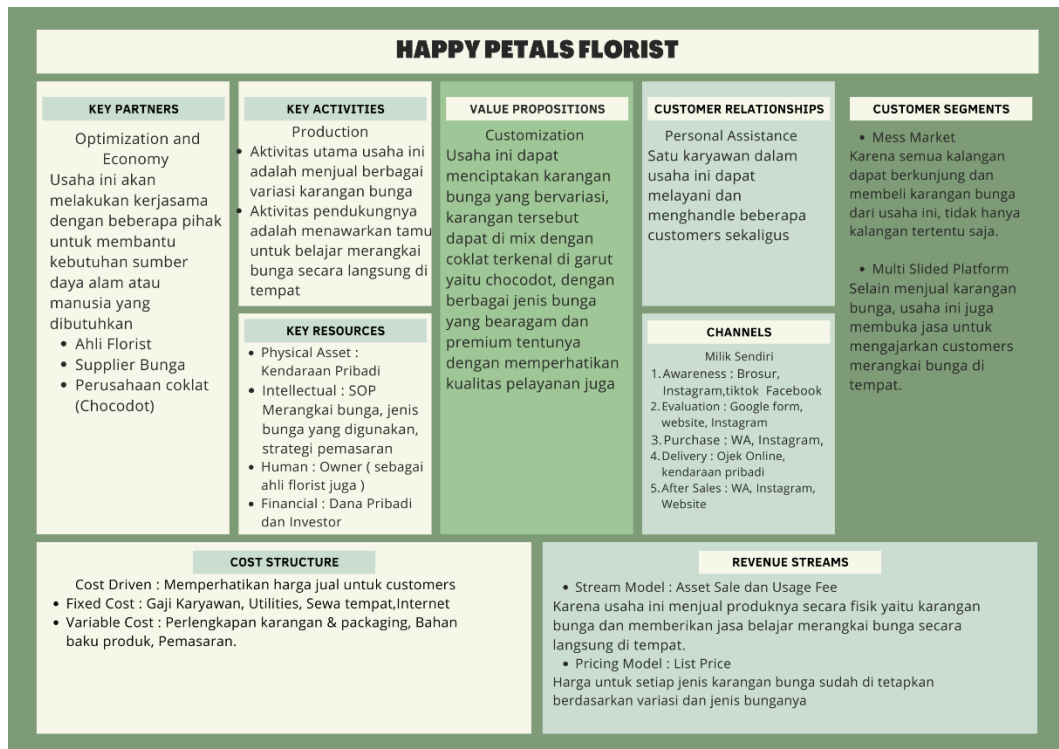 HAPPY PETALS FLORIST
KEY PARTNERS
Optimization and
Economy
Usaha ini akan
melakukan kerjasama
dengan beberapa pihak
untuk membantu
kebutuhan sumber
daya alam atau
manusia yang
dibutuhkan
• Ahli Florist
• Supplier Bunga
• Perusahaan coklat
(Chocodot)
KEY ACTIVITIES
Production
• Aktivitas utama usaha ini
adalah menjual berbagai
variasi karangan bunga
• Aktivitas pendukungnya
adalah menawarkan tamu
untuk belajar merangkai
bunga secara langsung di
tempat
KEY RESOURCES
• Physical Asset :
Kendaraan Pribadi
• Intellectual : SOP
Merangkai bunga, jenis
bunga yang digunakan,
strategi pemasaran
• Human : Owner ( sebagai
ahli florist juga )
• Financial : Dana Pribadi
dan Investor
VALUE PROPOSITIONS
Customization
Usaha ini dapat
menciptakan karangan
bunga yang bervariasi,
karangan tersebut
dapat di mix dengan
coklat terkenal di garut
yaitu chocodot, dengan
berbagai jenis bunga
yang bearagam dan
premium tentunya
dengan memperhatikan
kualitas pelayanan juga
CUSTOMER RELATIONSHIPS
Personal Assistance
Satu karyawan dalam
usaha ini dapat
melayani dan
menghandle beberapa
customers sekaligus
CHANNELS
Milik Sendiri
1. Awareness : Brosur,
Instagram,tiktok Facebook
2. Evaluation : Google form,
website, Instagram
3. Purchase : WA, Instagram,
4. Delivery : Ojek Online,
kendaraan pribadi
5. After Sales : WA, Instagram,
Website
CUSTOMER SEGMENTS
• Mess Market
Karena semua kalangan
dapat berkunjung dan
membeli karangan bunga
dari usaha ini, tidak hanya
kalangan tertentu saja.
• Multi Slided Platform
Selain menjual karangan
bunga, usaha ini juga
membuka jasa untuk
mengajarkan customers
merangkai bunga di
tempat.
COST STRUCTURE
Cost Driven : Memperhatikan harga jual untuk customers
• Fixed Cost : Gaji Karyawan, Utilities, Sewa tempat,Internet
• Variable Cost : Perlengkapan karangan & packaging, Bahan
baku produk, Pemasaran.
REVENUE STREAMS
• Stream Model : Asset Sale dan Usage Fee
Karena usaha ini menjual produknya secara fisik yaitu karangan
bunga dan memberikan jasa belajar merangkai bunga secara
langsung di tempat.
• Pricing Model : List Price
Harga untuk setiap jenis karangan bunga sudah di tetapkan
berdasarkan variasi dan jenis bunganya